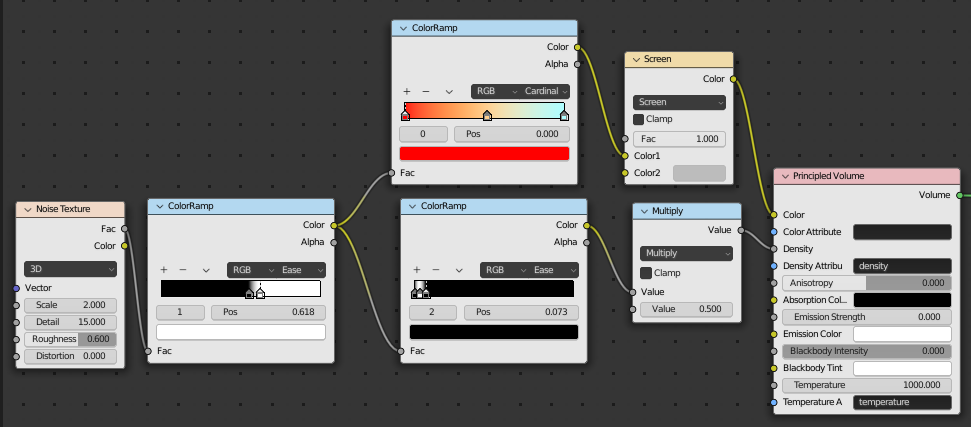 Noise Texture
Fac
Color
3D
Vector
Scale 2.000
Detail 15.000
Roughness 0.600
Distortion 0.000
ColorRamp
Color
Alpha
+ − RGB Ease
1 Pos 0.618
Fac
ColorRamp
Color
Alpha
+ − RGB Cardinal
0 Pos 0.000
Fac
ColorRamp
Color
Alpha
+ − RGB Ease
2 Pos 0.073
Fac
Screen
Color
Screen
Clamp
Fac 1.000
Color1
Color2
Multiply
Value
Multiply
Clamp
Value
Value 0.500
Principled Volume
Volume
Color
Color Attribute
Density
Density Attribu density
Anisotropy 0.000
Absorption Col...
Emission Strength 0.000
Emission Color
Blackbody Intensity 0.000
Blackbody Tint
Temperature 1000.000
Temperature A temperature